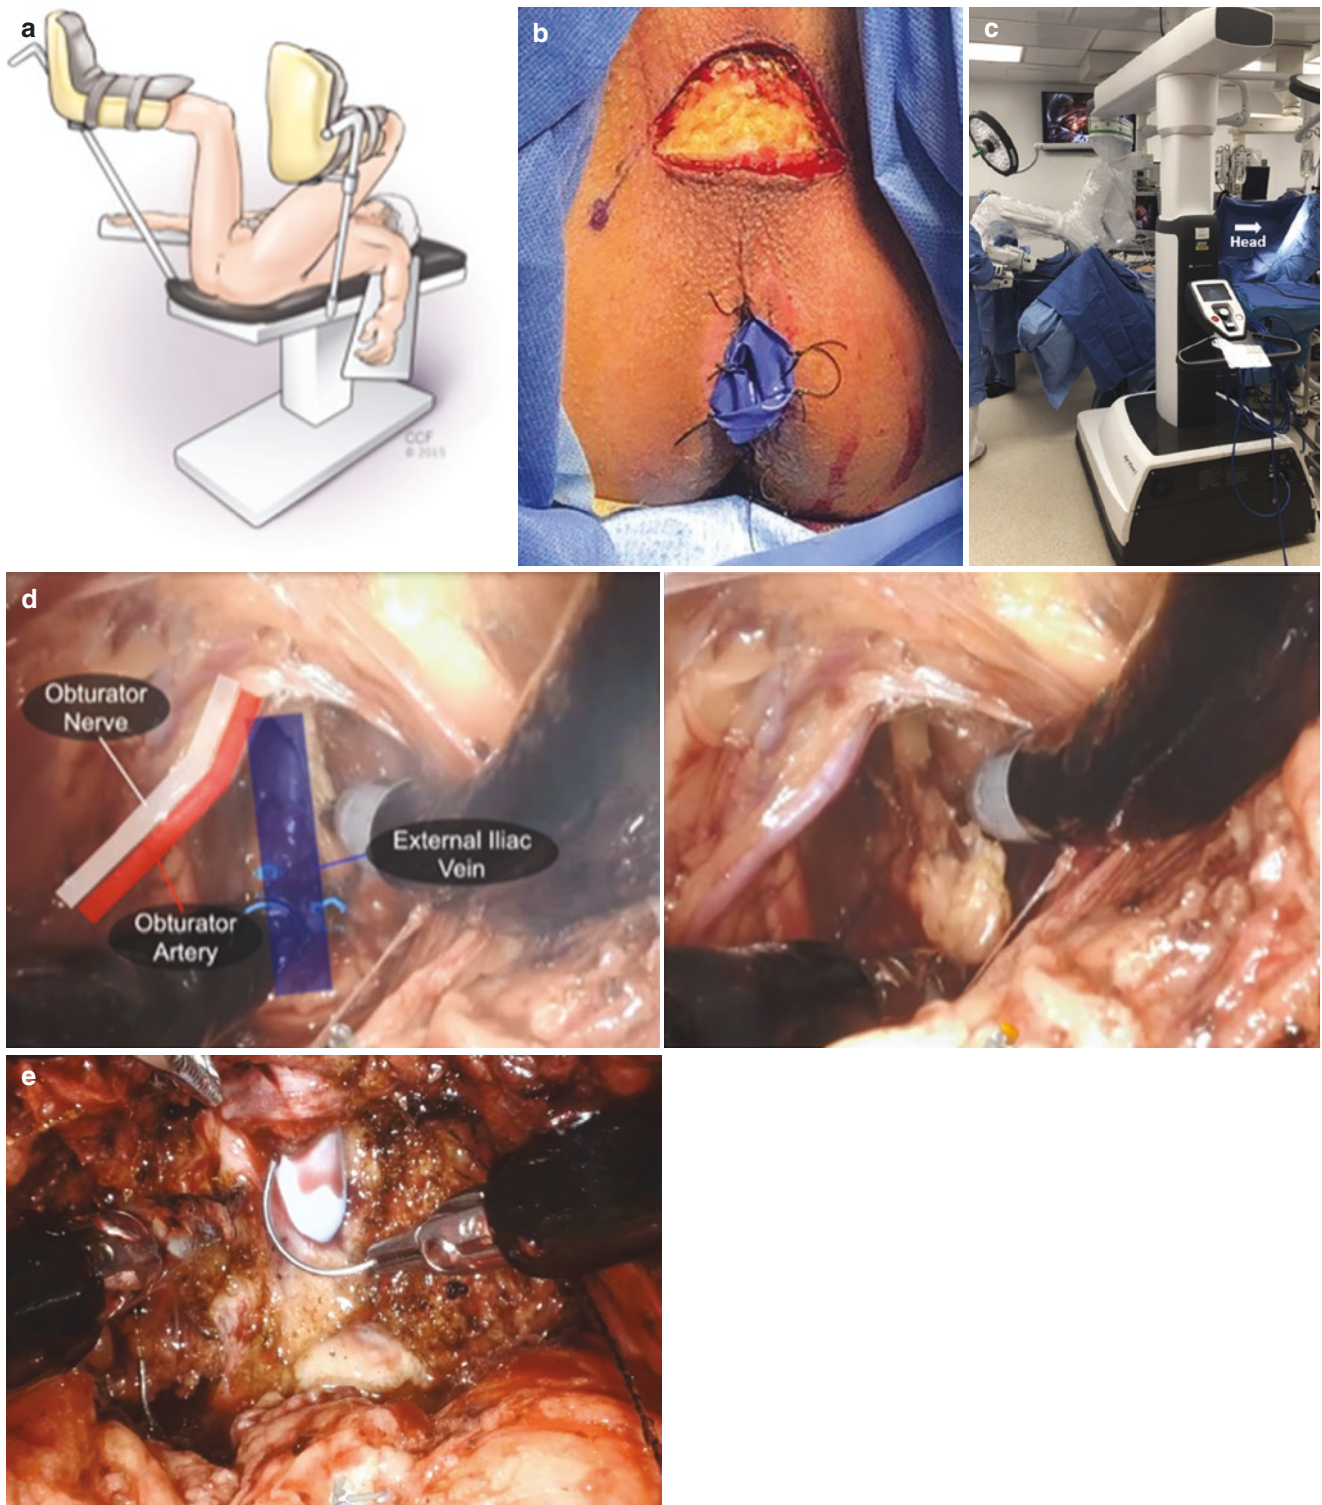 a
CCF
© 2015
b
c
Head
d
Obturator
Nerve
External Iliac
Vein
Obturator
Artery
e